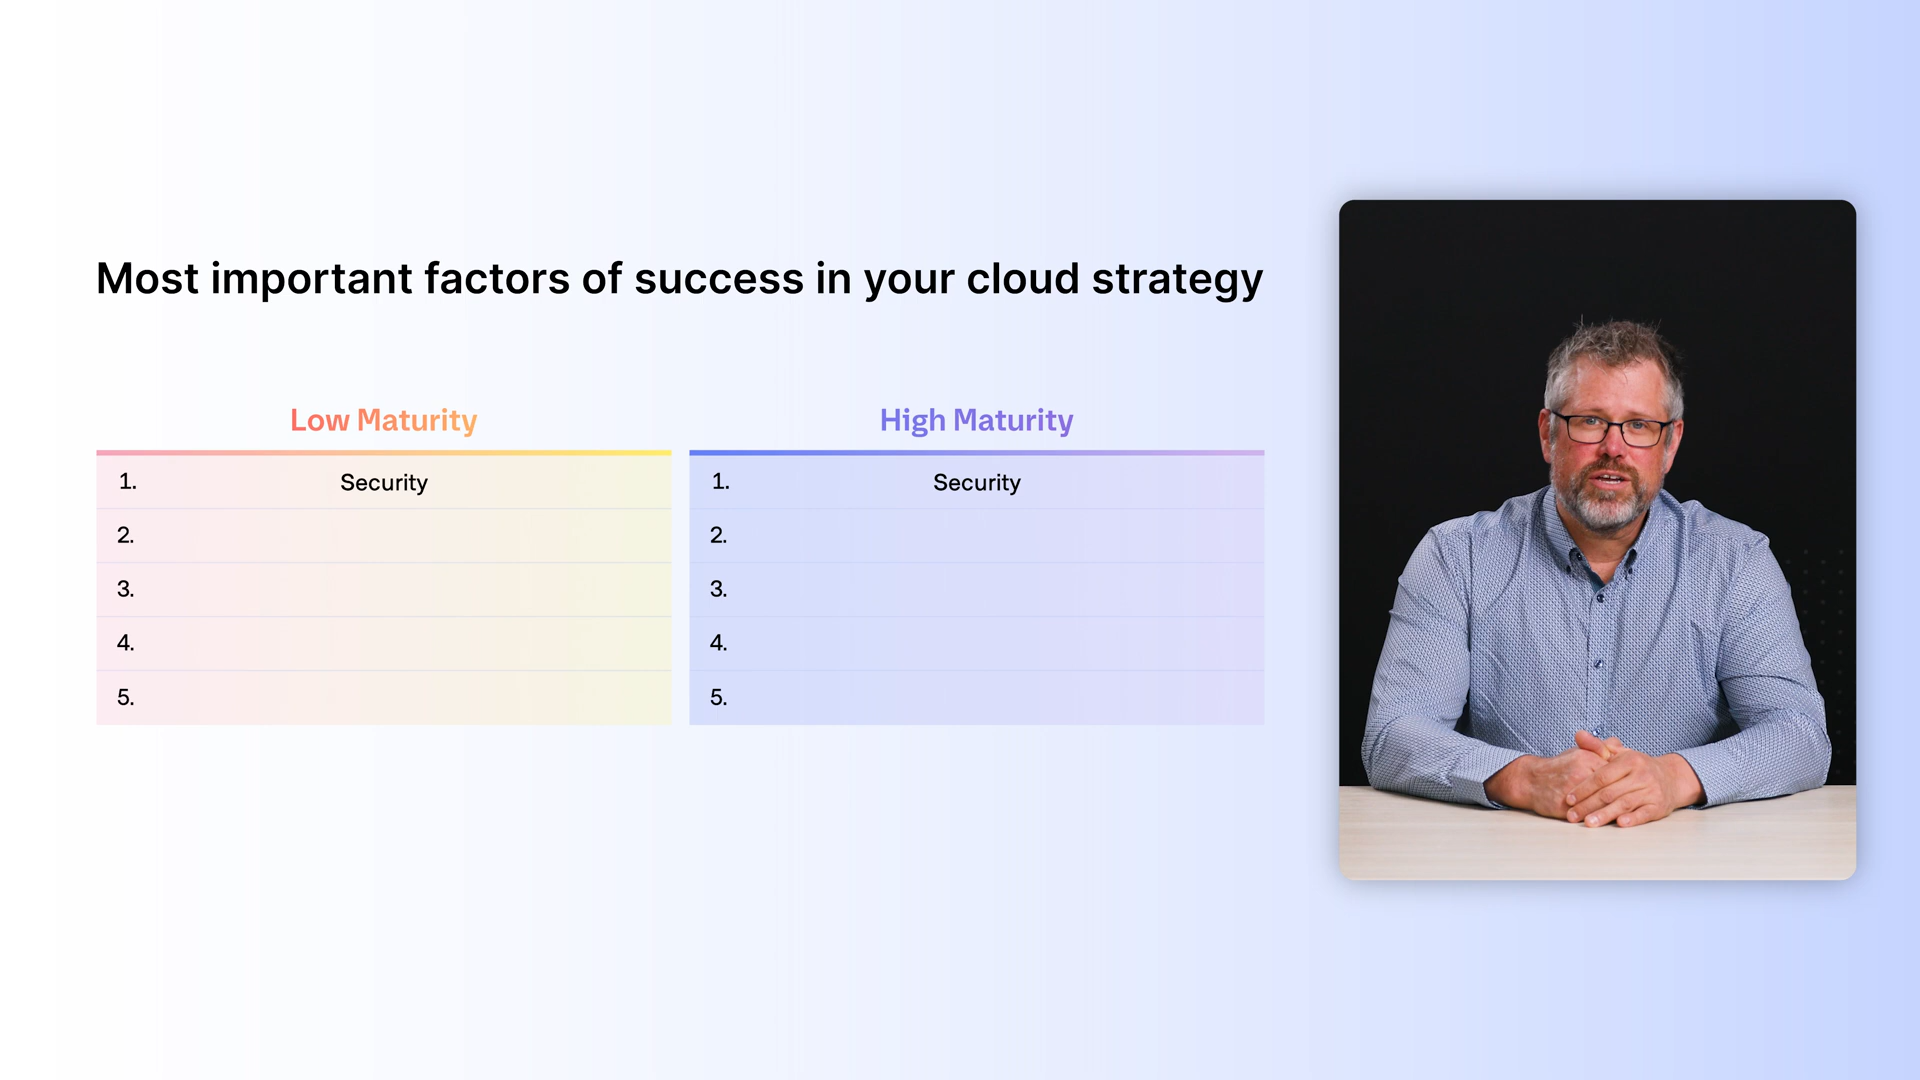 Most important factors of success in your cloud strategy
Low Maturity
1. Security
2.
3.
4.
5.
High Maturity
1. Security
2.
3.
4.
5.